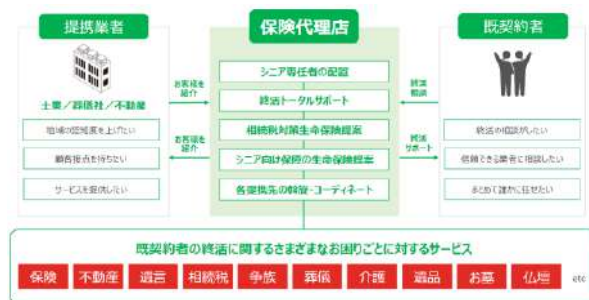 提携業者
保険代理店
既契約者
シニア専任者の配置
お客様を
紹介
終活
相談
士業／葬儀社／不動産
終活トータルサポート
地域の認知度を上げたい
相続税対策生命保険提案
終活の相談がしたい
お客様を
紹介
終活
サポート
顧客接点を持ちたい
シニア向け保障の生命保険提案
信頼できる業者に相談したい
サービスを提供したい
各提携先の斡旋・コーディネート
まとめて誰かに任せたい
既契約者の終活に関するさまざまなお困りごとに対するサービス
保険 不動産 遺言 相続税 争族 葬儀 介護 遺品 お墓 仏壇 etc